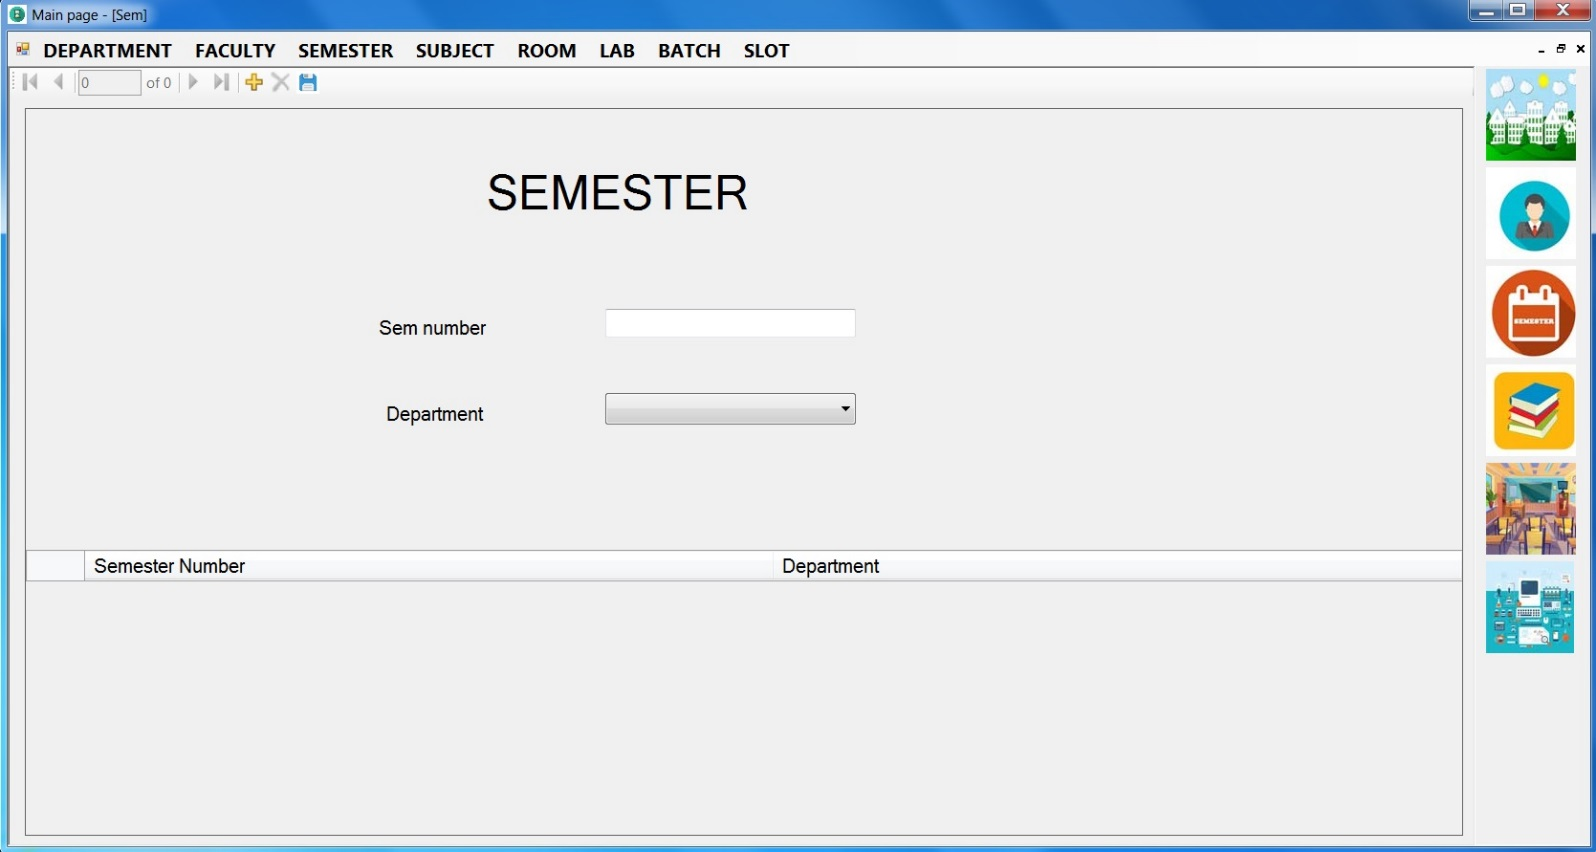 Main page - [Sem]
DEPARTMENT FACULTY SEMESTER SUBJECT ROOM LAB BATCH SLOT
0 of 0
SEMESTER
SEMESTER
Sem number
Department
Semester Number Department